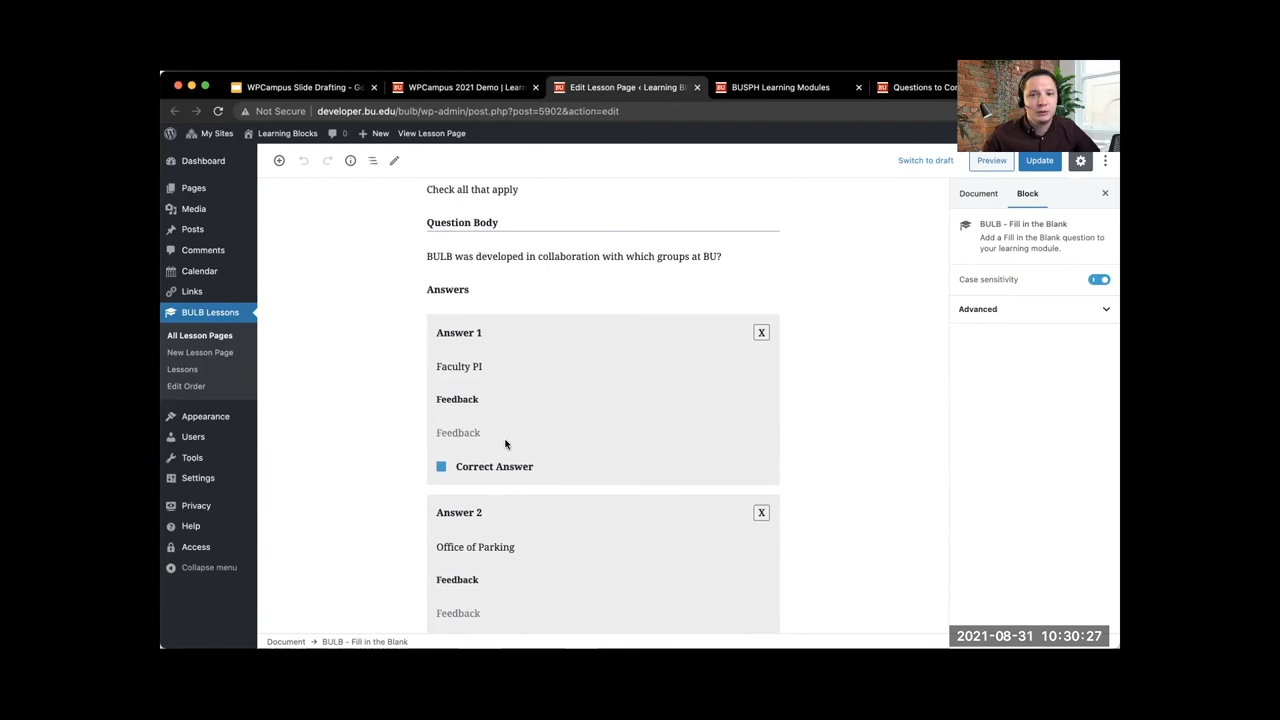 WPCampus Slide Drafting - Go
WPCampus 2021 Demo | Learn
Edit Lesson Page ‹ Learning Bl
BUSPH Learning Modules
Questions to Con
Not Secure | developer.bu.edu/bulb/wp-admin/post.php?post=5902&action=edit
My Sites
Learning Blocks
0
New
View Lesson Page
Dashboard
Pages
Media
Posts
Comments
Calendar
Links
BULB Lessons
All Lesson Pages
New Lesson Page
Lessons
Edit Order
Appearance
Users
Tools
Settings
Privacy
Help
Access
Collapse menu
Switch to draft
Preview
Update
Check all that apply
Question Body
BULB was developed in collaboration with which groups at BU?
Answers
Answer 1
X
Faculty PI
Feedback
Feedback
Correct Answer
Answer 2
X
Office of Parking
Feedback
Feedback
Document
Block
BULB - Fill in the Blank
Add a Fill in the Blank question to
your learning module.
Case sensitivity
Advanced
Document → BULB - Fill in the Blank
2021-08-31 10:30:27